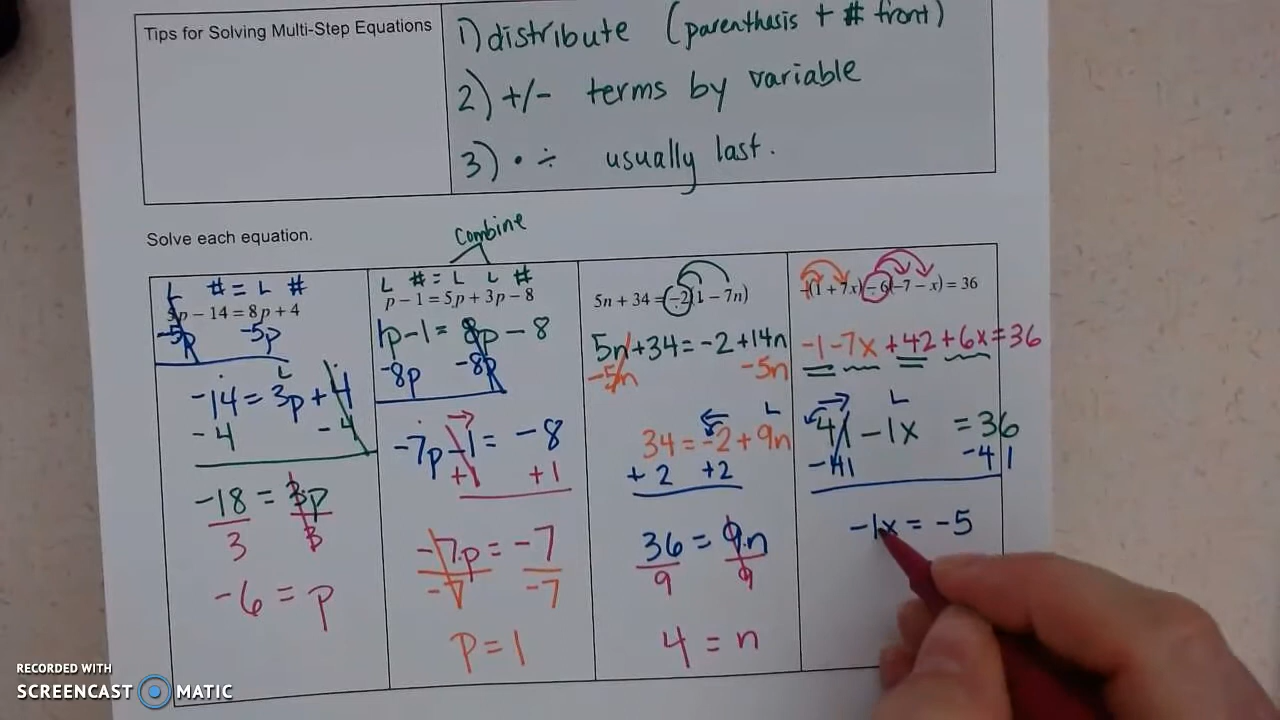 Tips for Solving Multi-Step Equations
1) distribute (parenthesis + # front)
2) +/- terms by variable
3) • ÷ usually last.
Solve each equation.
combine
L # = L #
5p − 14 = 8p + 4
-5p -5p
L
-14 = 3p + 4
-4 -4
-18 = 3p
3 3
-6 = p
L # = L L #
p − 1 = 5p + 3p − 8
1p - 1 = 8p - 8
-8p -8p
-7p - 1 = -8
+1 +1
-7p = -7
-7 -7
p = 1
5n + 34 = −2(1 − 7n)
5n + 34 = -2 + 14n
-5n -5n
L
34 = -2 + 9n
+2 +2
36 = 9n
9 9
4 = n
−(1 + 7x) − 6(−7 − x) = 36
-1 - 7x + 42 + 6x = 36
L
41 - 1x = 36
-41 -41
-1x = -5
RECORDED WITH
SCREENCAST MATIC